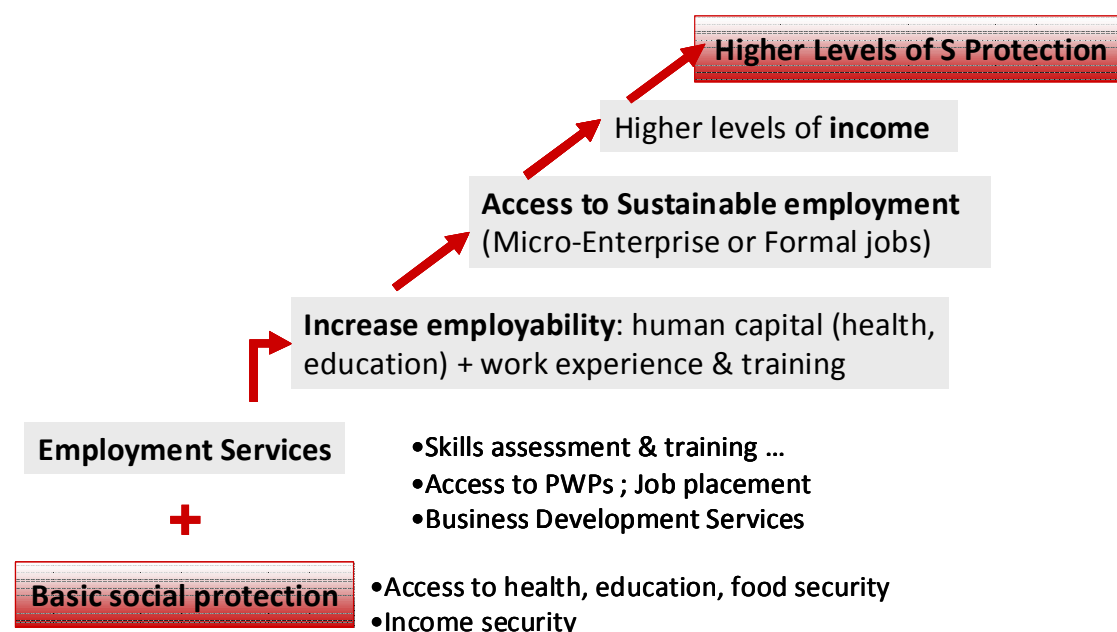 Higher Levels of S Protection
Higher levels of income
Access to Sustainable employment
(Micro-Enterprise or Formal jobs)
Increase employability: human capital (health,
education) + work experience & training
Employment Services
•Skills assessment & training ...
•Access to PWPs ; Job placement
•Business Development Services
+
Basic social protection
•Access to health, education, food security
•Income security